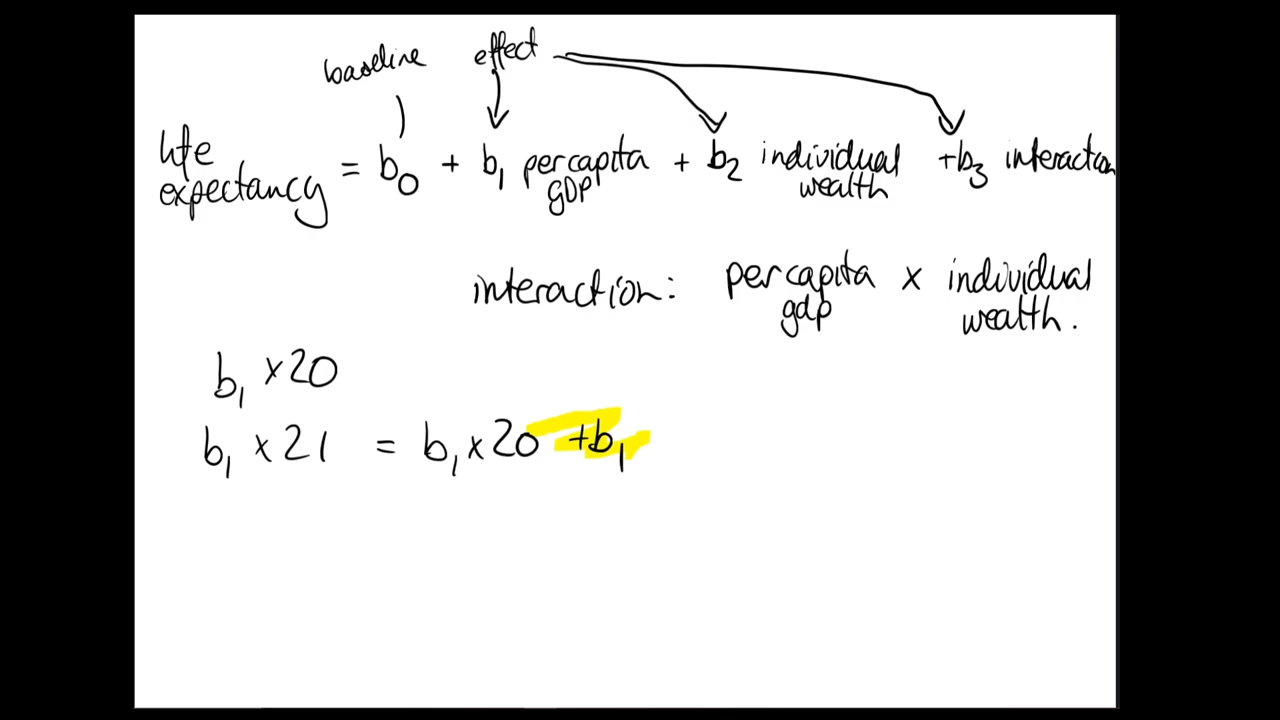 baseline effect
life expectancy = b0 + b1 percapita GDP + b2 individual wealth + b3 interaction
interaction: percapita gdp x individual wealth.
b1 x 20
b1 x 21 = b1 x 20 + b1